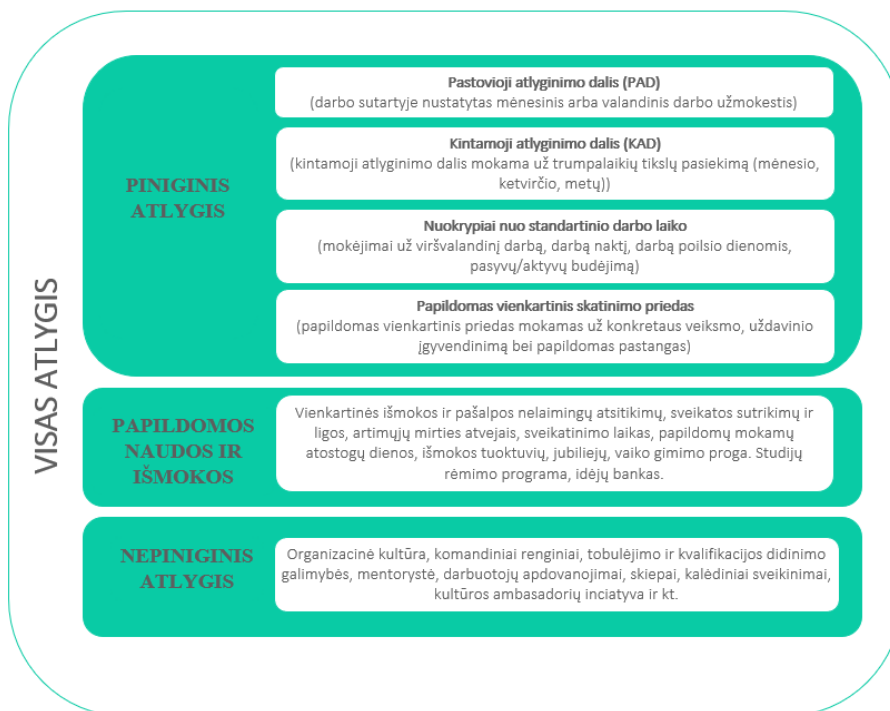 VISAS ATLYGIS
PINIGINIS
ATLYGIS
Pastovioji atlyginimo dalis (PAD)
(darbo sutartyje nustatytas mėnesinis arba valandinis darbo užmokestis)
Kintamoji atlyginimo dalis (KAD)
(kintamoji atlyginimo dalis mokama už trumpalaikių tikslų pasiekimą (mėnesio,
ketvirčio, metų))
Nuokrypiai nuo standartinio darbo laiko
(mokėjimai už viršvalandinį darbą, darbą naktį, darbą poilsio dienomis,
pasyvų/aktyvų budėjimą)
Papildomas vienkartinis skatinimo priedas
(papildomas vienkartinis priedas mokamas už konkretaus veiksmo, uždavinio
įgyvendinimą bei papildomas pastangas)
PAPILDOMOS
NAUDOS IR
IŠMOKOS
Vienkartinės išmokos ir pašalpos nelaimingų atsitikimų, sveikatos sutrikimų ir
ligos, artimųjų mirties atvejais, sveikatinimo laikas, papildomų mokamų
atostogų dienos, išmokos tuoktuvių, jubiliejų, vaiko gimimo proga. Studijų
rėmimo programa, idėjų bankas.
NEPINIGINIS
ATLYGIS
Organizacinė kultūra, komandiniai renginiai, tobulėjimo ir kvalifikacijos didinimo
galimybės, mentorystė, darbuotojų apdovanojimai, skiepai, kalėdiniai sveikinimai,
kultūros ambasadorių inciatyva ir kt.